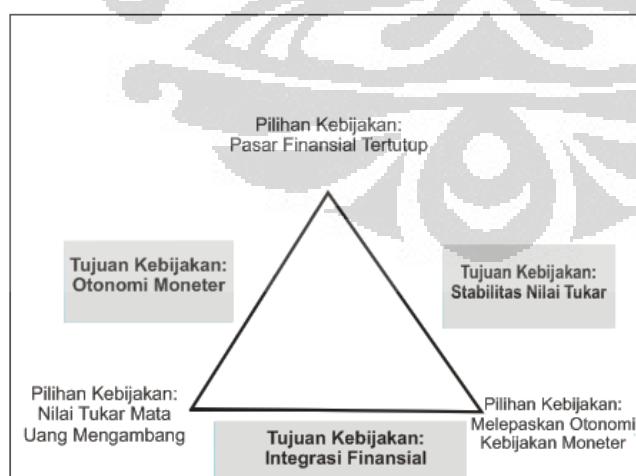 Pilihan Kebijakan:
Pasar Finansial Tertutup
Tujuan Kebijakan:
Otonomi Moneter
Tujuan Kebijakan:
Stabilitas Nilai Tukar
Pilihan Kebijakan:
Nilai Tukar Mata
Uang Mengambang
Tujuan Kebijakan:
Integrasi Finansial
Pilihan Kebijakan:
Melepaskan Otonomi
Kebijakan Moneter